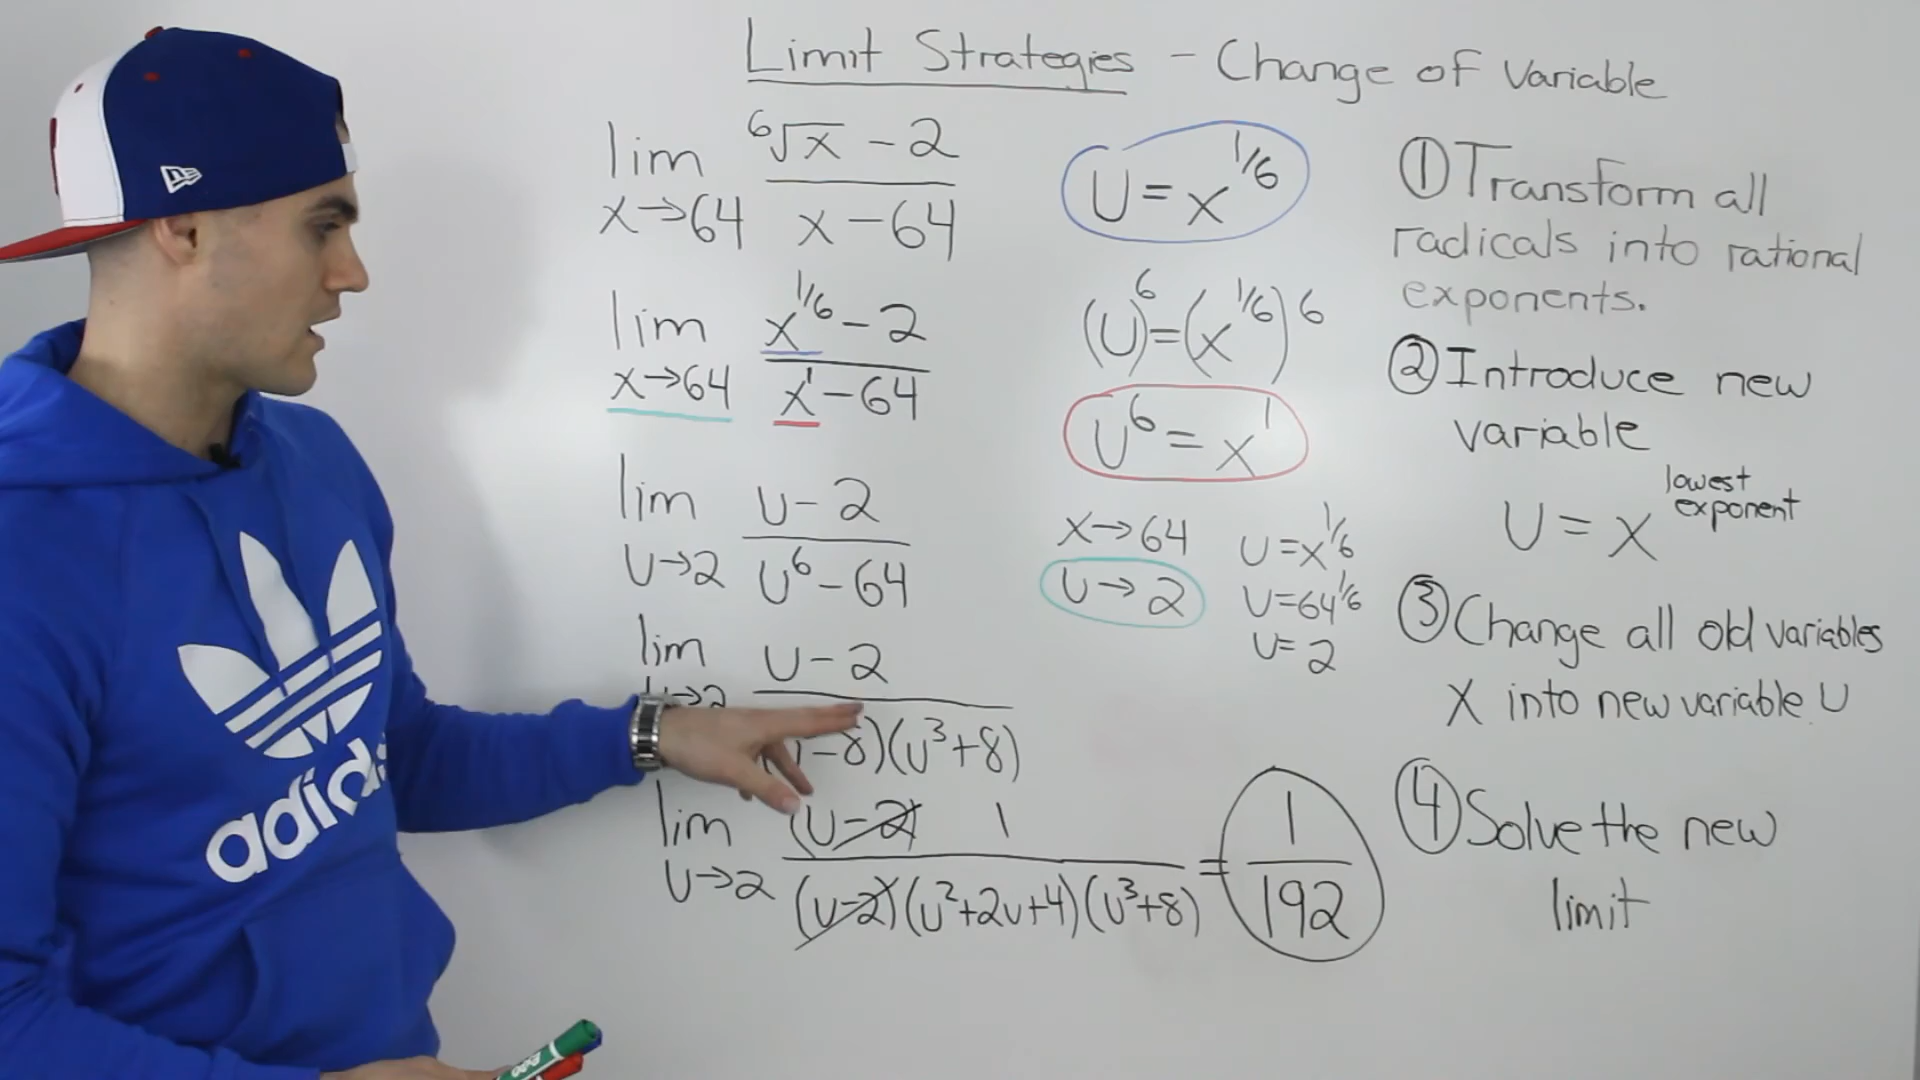 Limit Strategies - Change of Variable
lim x→64 ⁶√x - 2 / x - 64
lim x→64 x^1/6 - 2 / x^1 - 64
lim U→2 U - 2 / U^6 - 64
lim U→2 U - 2 / - 8)(U^3 + 8)
lim U→2 (U - 2) 1 / (U - 2)(U^2 + 2U + 4)(U^3 + 8) = 1 / 192
U = x^1/6
(U)^6 = (x^1/6)^6
U^6 = x^1
x→64
U→2
U = x^1/6
U = 64^1/6
U = 2
① Transform all
radicals into rational
exponents.
② Introduce new
variable
U = x^lowest exponent
③ Change all old variables
X into new variable U
④ Solve the new
limit
adidas
NE